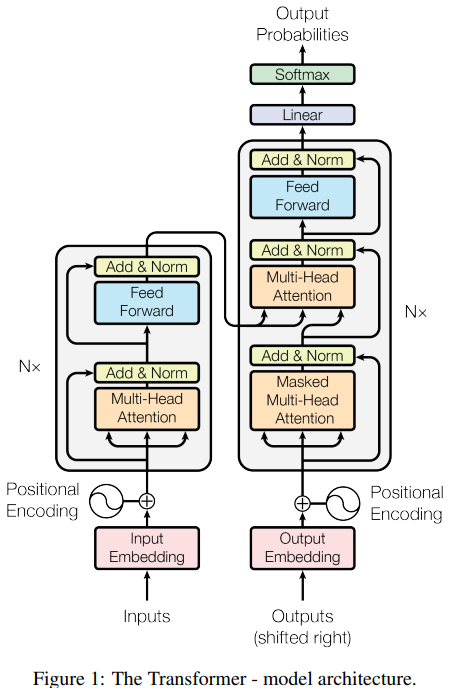 Output
Probabilities
Softmax
Linear
Add & Norm
Feed
Forward
Add & Norm
Multi-Head
Attention
Add & Norm
Masked
Multi-Head
Attention
N×
Positional
Encoding
Output
Embedding
Outputs
(shifted right)
Add & Norm
Feed
Forward
Add & Norm
Multi-Head
Attention
N×
Positional
Encoding
Input
Embedding
Inputs
Figure 1: The Transformer - model architecture.